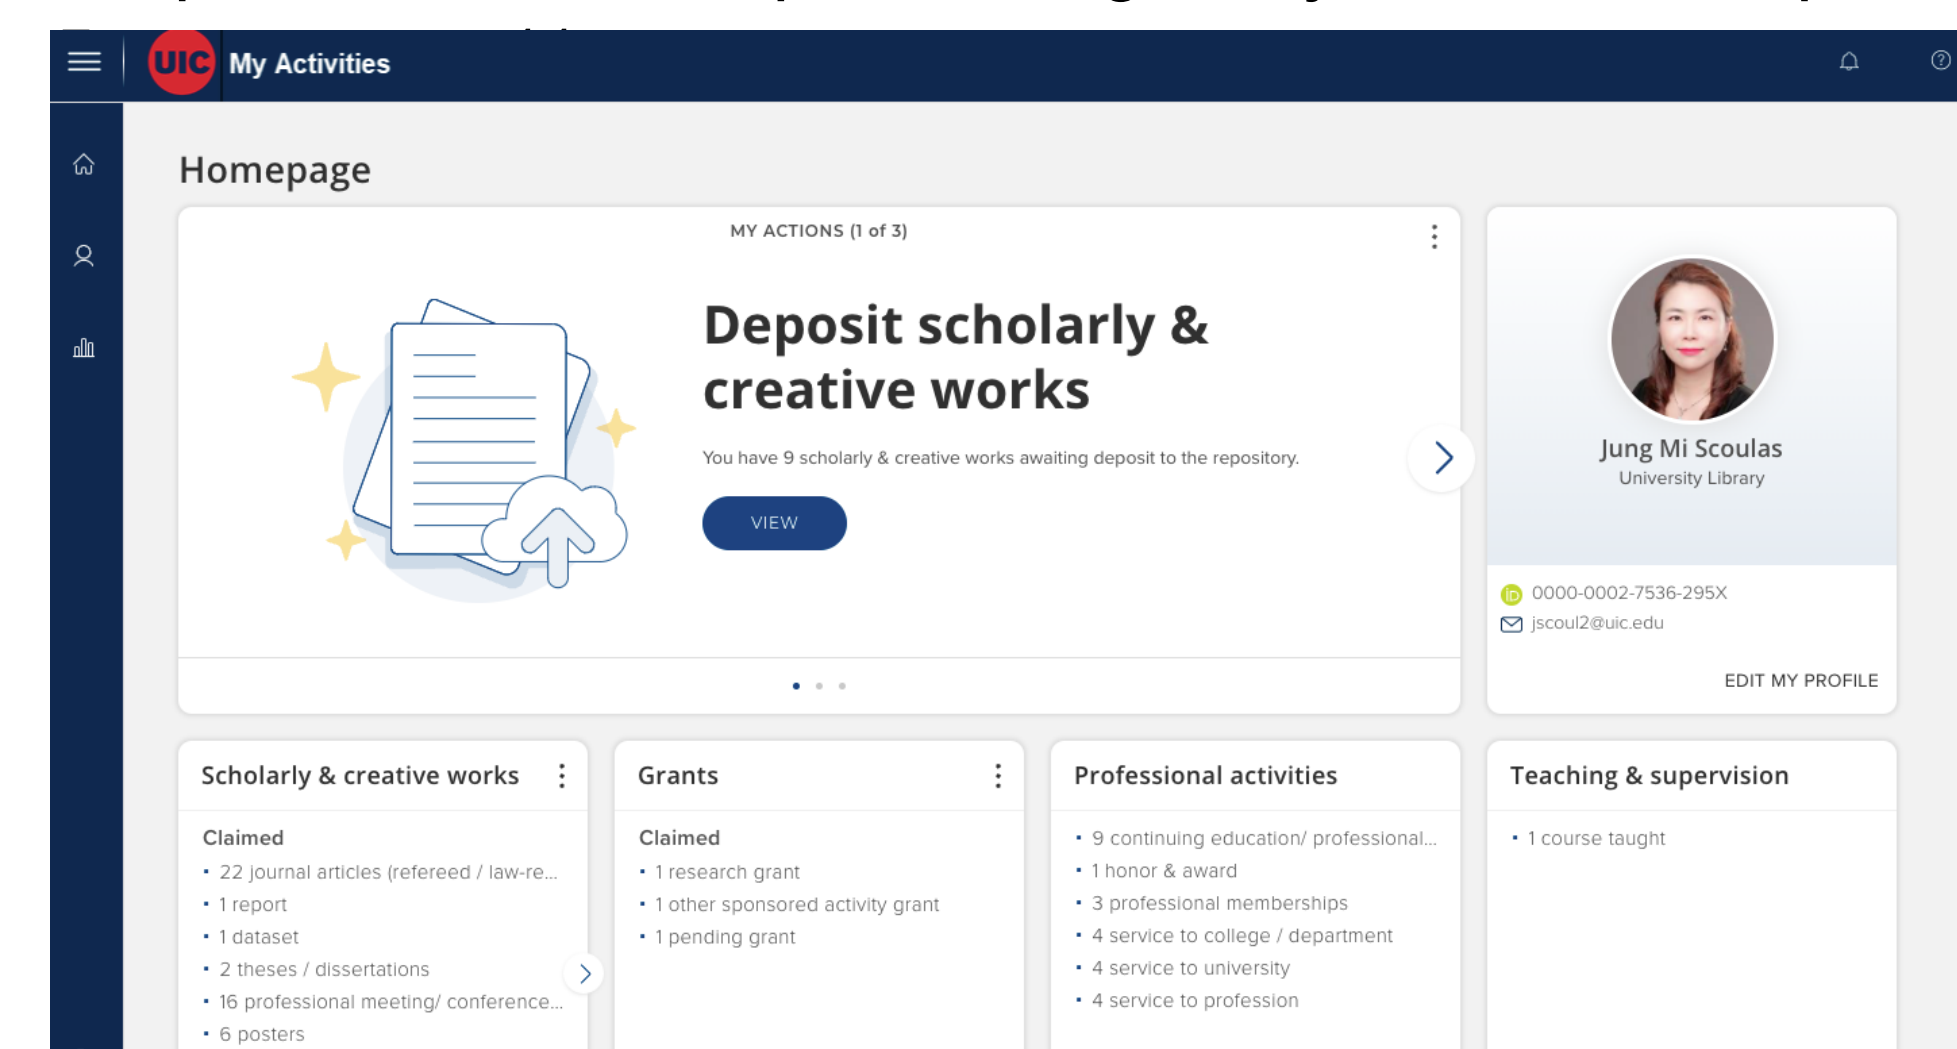 UIC My Activities
Homepage
MY ACTIONS (1 of 3)
Deposit scholarly &
creative works
You have 9 scholarly & creative works awaiting deposit to the repository.
VIEW
Jung Mi Scoulas
University Library
iD 0000-0002-7536-295X
jscoul2@uic.edu
EDIT MY PROFILE
Scholarly & creative works
Claimed
22 journal articles (refereed / law-re...
1 report
1 dataset
2 theses / dissertations
16 professional meeting/ conference...
6 posters
Grants
Claimed
1 research grant
1 other sponsored activity grant
1 pending grant
Professional activities
9 continuing education/ professional...
1 honor & award
3 professional memberships
4 service to college / department
4 service to university
4 service to profession
Teaching & supervision
1 course taught